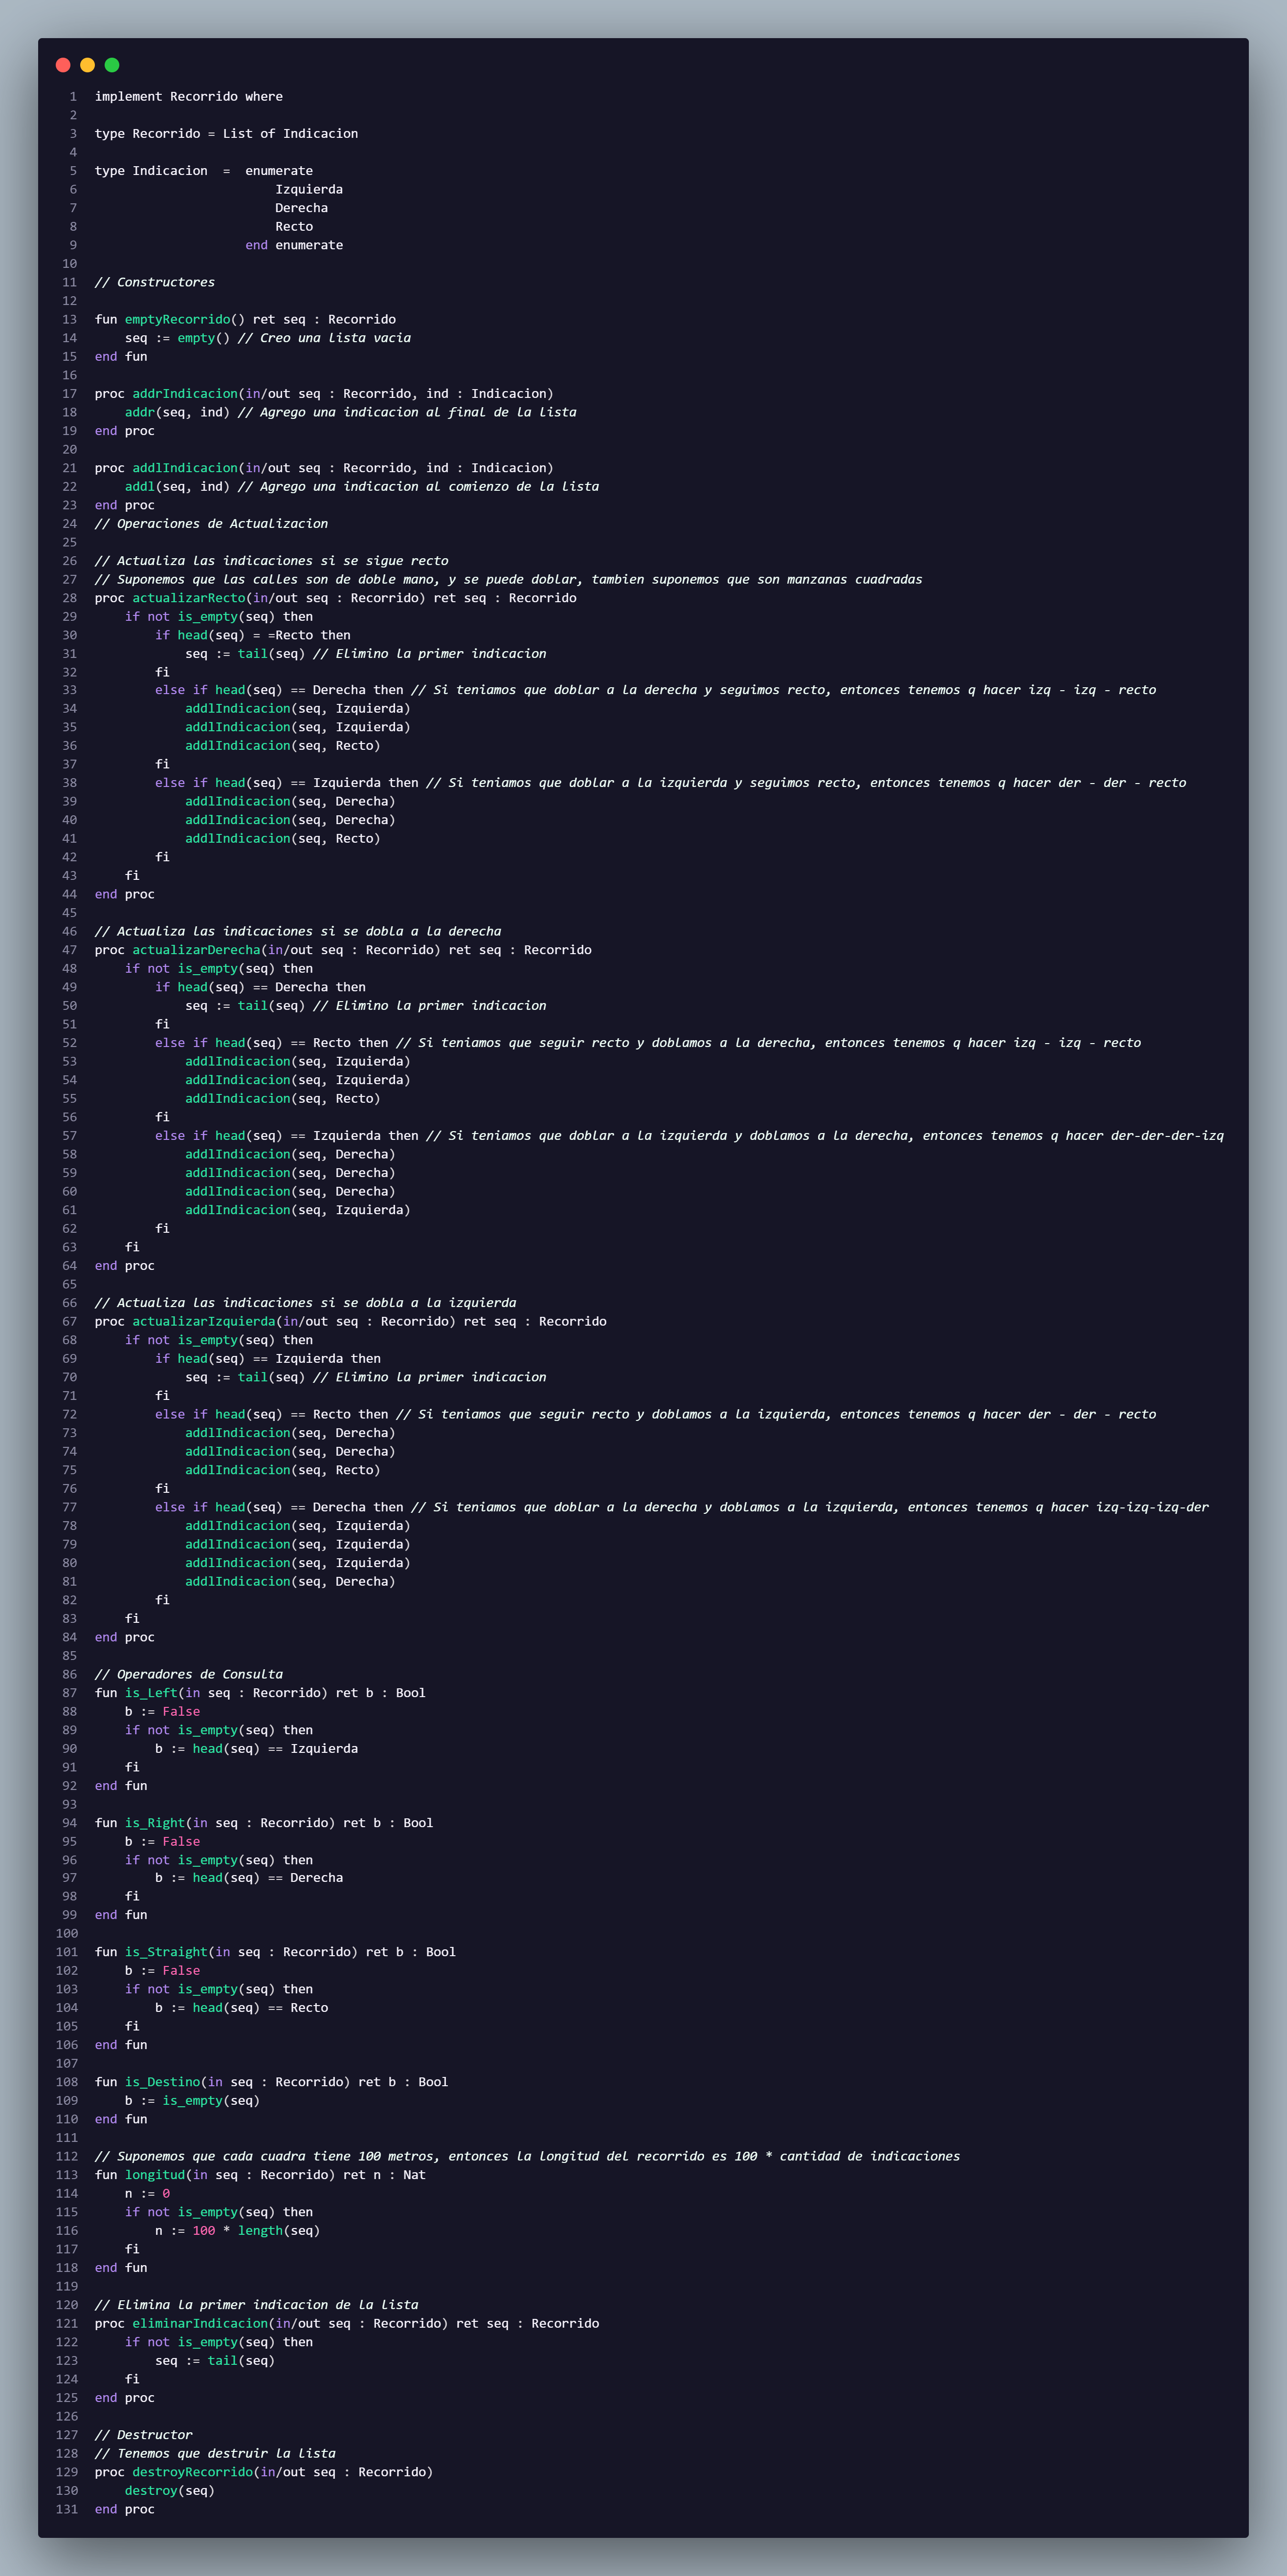 1 implement Recorrido where
2
3 type Recorrido = List of Indicacion
4
5 type Indicacion  =  enumerate
6                         Izquierda
7                         Derecha
8                         Recto
9                     end enumerate
10
11 // Constructores
12
13 fun emptyRecorrido() ret seq : Recorrido
14     seq := empty() // Creo una lista vacia
15 end fun
16
17 proc addrIndicacion(in/out seq : Recorrido, ind : Indicacion)
18     addr(seq, ind) // Agrego una indicacion al final de la lista
19 end proc
20
21 proc addlIndicacion(in/out seq : Recorrido, ind : Indicacion)
22     addl(seq, ind) // Agrego una indicacion al comienzo de la lista
23 end proc
24 // Operaciones de Actualizacion
25
26 // Actualiza las indicaciones si se sigue recto
27 // Suponemos que las calles son de doble mano, y se puede doblar, tambien suponemos que son manzanas cuadradas
28 proc actualizarRecto(in/out seq : Recorrido) ret seq : Recorrido
29     if not is_empty(seq) then
30         if head(seq) = =Recto then
31             seq := tail(seq) // Elimino la primer indicacion
32         fi
33         else if head(seq) == Derecha then // Si teniamos que doblar a la derecha y seguimos recto, entonces tenemos q hacer izq - izq - recto
34             addlIndicacion(seq, Izquierda)
35             addlIndicacion(seq, Izquierda)
36             addlIndicacion(seq, Recto)
37         fi
38         else if head(seq) == Izquierda then // Si teniamos que doblar a la izquierda y seguimos recto, entonces tenemos q hacer der - der - recto
39             addlIndicacion(seq, Derecha)
40             addlIndicacion(seq, Derecha)
41             addlIndicacion(seq, Recto)
42         fi
43     fi
44 end proc
45
46 // Actualiza las indicaciones si se dobla a la derecha
47 proc actualizarDerecha(in/out seq : Recorrido) ret seq : Recorrido
48     if not is_empty(seq) then
49         if head(seq) == Derecha then
50             seq := tail(seq) // Elimino la primer indicacion
51         fi
52         else if head(seq) == Recto then // Si teniamos que seguir recto y doblamos a la derecha, entonces tenemos q hacer izq - izq - recto
53             addlIndicacion(seq, Izquierda)
54             addlIndicacion(seq, Izquierda)
55             addlIndicacion(seq, Recto)
56         fi
57         else if head(seq) == Izquierda then // Si teniamos que doblar a la izquierda y doblamos a la derecha, entonces tenemos q hacer der-der-der-izq
58             addlIndicacion(seq, Derecha)
59             addlIndicacion(seq, Derecha)
60             addlIndicacion(seq, Derecha)
61             addlIndicacion(seq, Izquierda)
62         fi
63     fi
64 end proc
65
66 // Actualiza las indicaciones si se dobla a la izquierda
67 proc actualizarIzquierda(in/out seq : Recorrido) ret seq : Recorrido
68     if not is_empty(seq) then
69         if head(seq) == Izquierda then
70             seq := tail(seq) // Elimino la primer indicacion
71         fi
72         else if head(seq) == Recto then // Si teniamos que seguir recto y doblamos a la izquierda, entonces tenemos q hacer der - der - recto
73             addlIndicacion(seq, Derecha)
74             addlIndicacion(seq, Derecha)
75             addlIndicacion(seq, Recto)
76         fi
77         else if head(seq) == Derecha then // Si teniamos que doblar a la derecha y doblamos a la izquierda, entonces tenemos q hacer izq-izq-izq-der
78             addlIndicacion(seq, Izquierda)
79             addlIndicacion(seq, Izquierda)
80             addlIndicacion(seq, Izquierda)
81             addlIndicacion(seq, Derecha)
82         fi
83     fi
84 end proc
85
86 // Operadores de Consulta
87 fun is_Left(in seq : Recorrido) ret b : Bool
88     b := False
89     if not is_empty(seq) then
90         b := head(seq) == Izquierda
91     fi
92 end fun
93
94 fun is_Right(in seq : Recorrido) ret b : Bool
95     b := False
96     if not is_empty(seq) then
97         b := head(seq) == Derecha
98     fi
99 end fun
100
101 fun is_Straight(in seq : Recorrido) ret b : Bool
102     b := False
103     if not is_empty(seq) then
104         b := head(seq) == Recto
105     fi
106 end fun
107
108 fun is_Destino(in seq : Recorrido) ret b : Bool
109     b := is_empty(seq)
110 end fun
111
112 // Suponemos que cada cuadra tiene 100 metros, entonces la longitud del recorrido es 100 * cantidad de indicaciones
113 fun longitud(in seq : Recorrido) ret n : Nat
114     n := 0
115     if not is_empty(seq) then
116         n := 100 * length(seq)
117     fi
118 end fun
119
120 // Elimina la primer indicacion de la lista
121 proc eliminarIndicacion(in/out seq : Recorrido) ret seq : Recorrido
122     if not is_empty(seq) then
123         seq := tail(seq)
124     fi
125 end proc
126
127 // Destructor
128 // Tenemos que destruir la lista
129 proc destroyRecorrido(in/out seq : Recorrido)
130     destroy(seq)
131 end proc